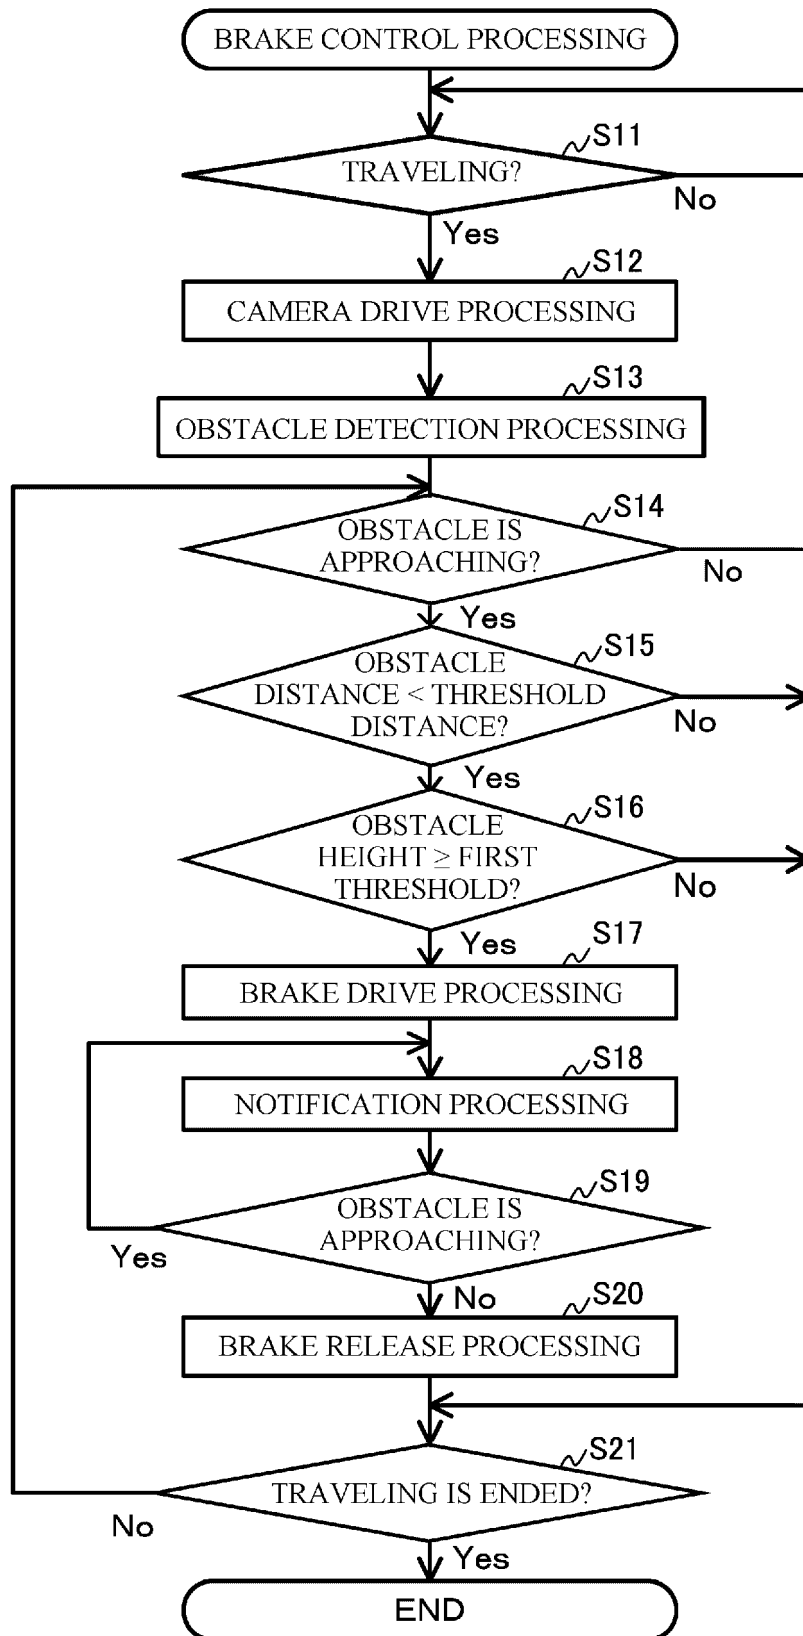 BRAKE CONTROL PROCESSING
S11
TRAVELING?
No
Yes
S12
CAMERA DRIVE PROCESSING
S13
OBSTACLE DETECTION PROCESSING
S14
OBSTACLE IS
APPROACHING?
No
Yes
S15
OBSTACLE
DISTANCE < THRESHOLD
DISTANCE?
No
Yes
S16
OBSTACLE
HEIGHT ≥ FIRST
THRESHOLD?
No
Yes
S17
BRAKE DRIVE PROCESSING
S18
NOTIFICATION PROCESSING
S19
OBSTACLE IS
APPROACHING?
Yes
No
S20
BRAKE RELEASE PROCESSING
S21
TRAVELING IS ENDED?
No
Yes
END